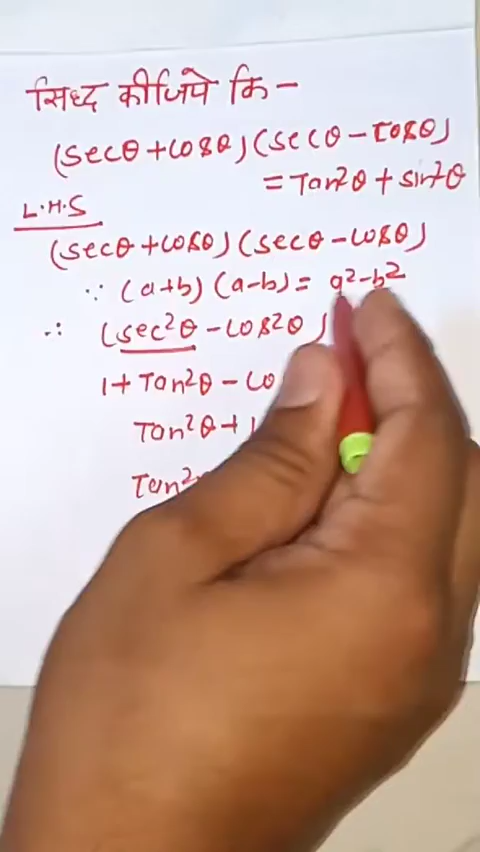 सिध्द कीजिये कि -
(secθ + cosθ) (secθ - cosθ)
= Tan²θ + sin²θ
L.H.S
(secθ + cosθ) (secθ - cosθ)
∵ (a+b) (a-b) = a² - b²
∴ (sec²θ - cos²θ)
1 + Tan²θ - co
Tan²θ +
Tan²